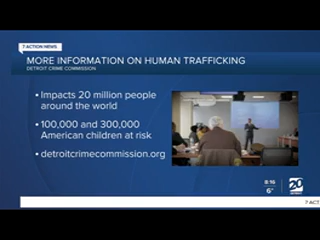 7 ACTION NEWS
MORE INFORMATION ON HUMAN TRAFFICKING
DETROIT CRIME COMMISSION
• Impacts 20 million people
around the world
• 100,000 and 300,000
American children at risk
• detroitcrimecommission.org
8:16
6°
20
7 ACT